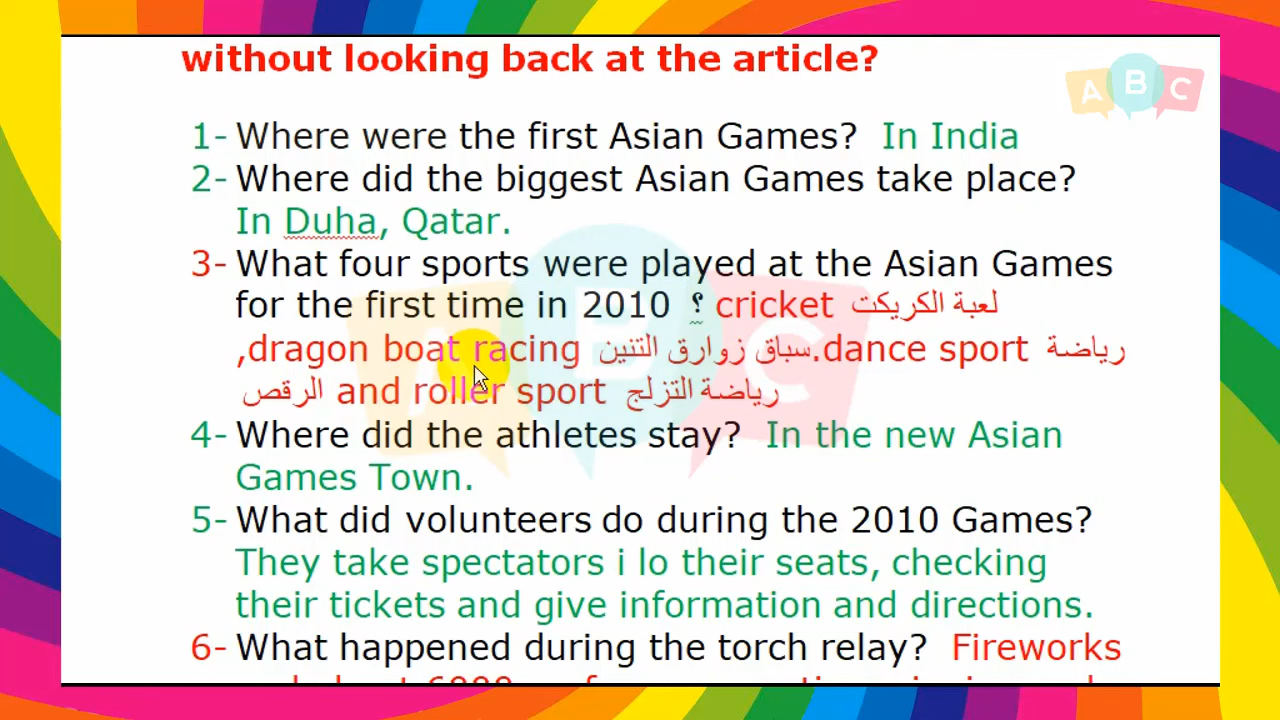 without looking back at the article?
A B C
1- Where were the first Asian Games? In India
2- Where did the biggest Asian Games take place?
In Duha, Qatar.
3- What four sports were played at the Asian Games
for the first time in 2010 ؟ cricket لعبة الكريكت
,dragon boat racing سباق زوارق التنين.dance sport رياضة
الرقص and roller sport رياضة التزلج
4- Where did the athletes stay? In the new Asian
Games Town.
5- What did volunteers do during the 2010 Games?
They take spectators i lo their seats, checking
their tickets and give information and directions.
6- What happened during the torch relay? Fireworks